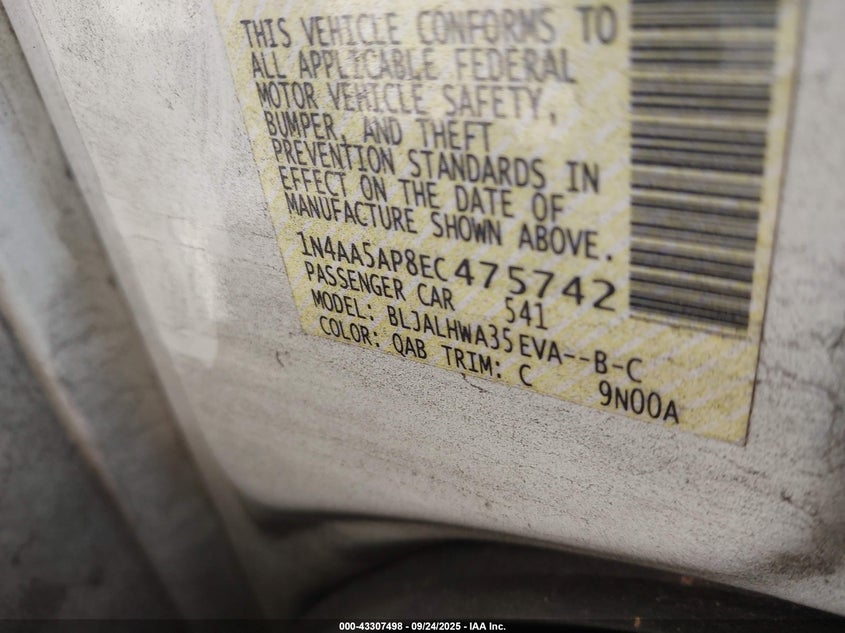 THIS VEHICLE CONFORMS TO
ALL APPLICABLE FEDERAL
MOTOR VEHICLE SAFETY,
BUMPER, AND THEFT
PREVENTION STANDARDS IN
EFFECT ON THE DATE OF
MANUFACTURE SHOWN ABOVE.
1N4AA5AP8EC475742
PASSENGER CAR 541
MODEL: BLJALHWA35EVA--B-C
COLOR: QAB TRIM: C 9N00A
000-43307498 - 09/24/2025 - IAA Inc.